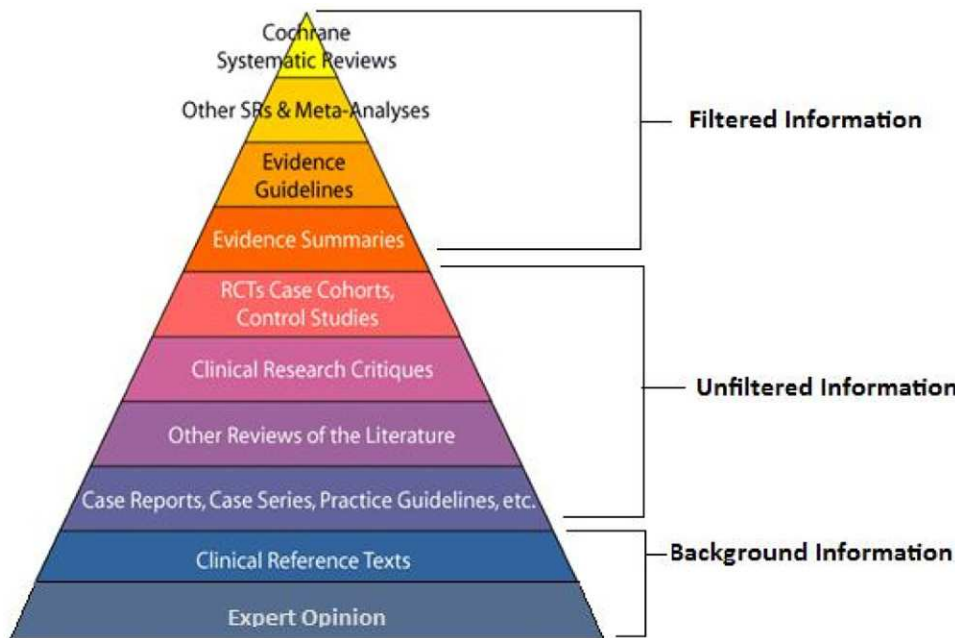 Cochrane
Systematic Reviews
Other SRs & Meta-Analyses
Filtered Information
Evidence
Guidelines
Evidence Summaries
RCTs Case Cohorts,
Control Studies
Clinical Research Critiques
Unfiltered Information
Other Reviews of the Literature
Case Reports, Case Series, Practice Guidelines, etc.
Clinical Reference Texts
Background Information
Expert Opinion